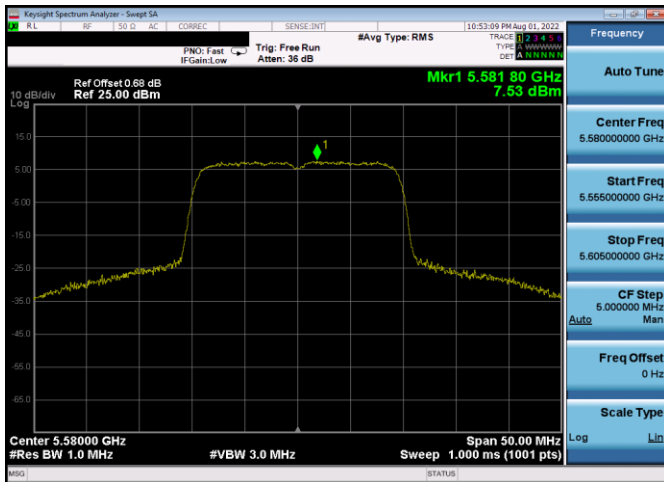 Keysight Spectrum Analyzer - Swept SA
RL RF 50 Ω AC CORREC SENSE:INT 10:53:09 PM Aug 01, 2022
#Avg Type: RMS
TRACE 1 2 3 4 5 6
PNO: Fast Trig: Free Run
TYPE A WWWWW
IFGain:Low Atten: 36 dB
DET A N N N N N
Mkr1 5.581 80 GHz
7.53 dBm
Ref Offset 0.68 dB
10 dB/div Ref 25.00 dBm
Log
15.0
5.00
-5.00
-15.0
-25.0
-35.0
-45.0
-55.0
-65.0
1
Center 5.58000 GHz Span 50.00 MHz
#Res BW 1.0 MHz #VBW 3.0 MHz Sweep 1.000 ms (1001 pts)
MSG STATUS
Frequency
Auto Tune
Center Freq
5.580000000 GHz
Start Freq
5.555000000 GHz
Stop Freq
5.605000000 GHz
CF Step
5.000000 MHz
Auto Man
Freq Offset
0 Hz
Scale Type
Log Lin